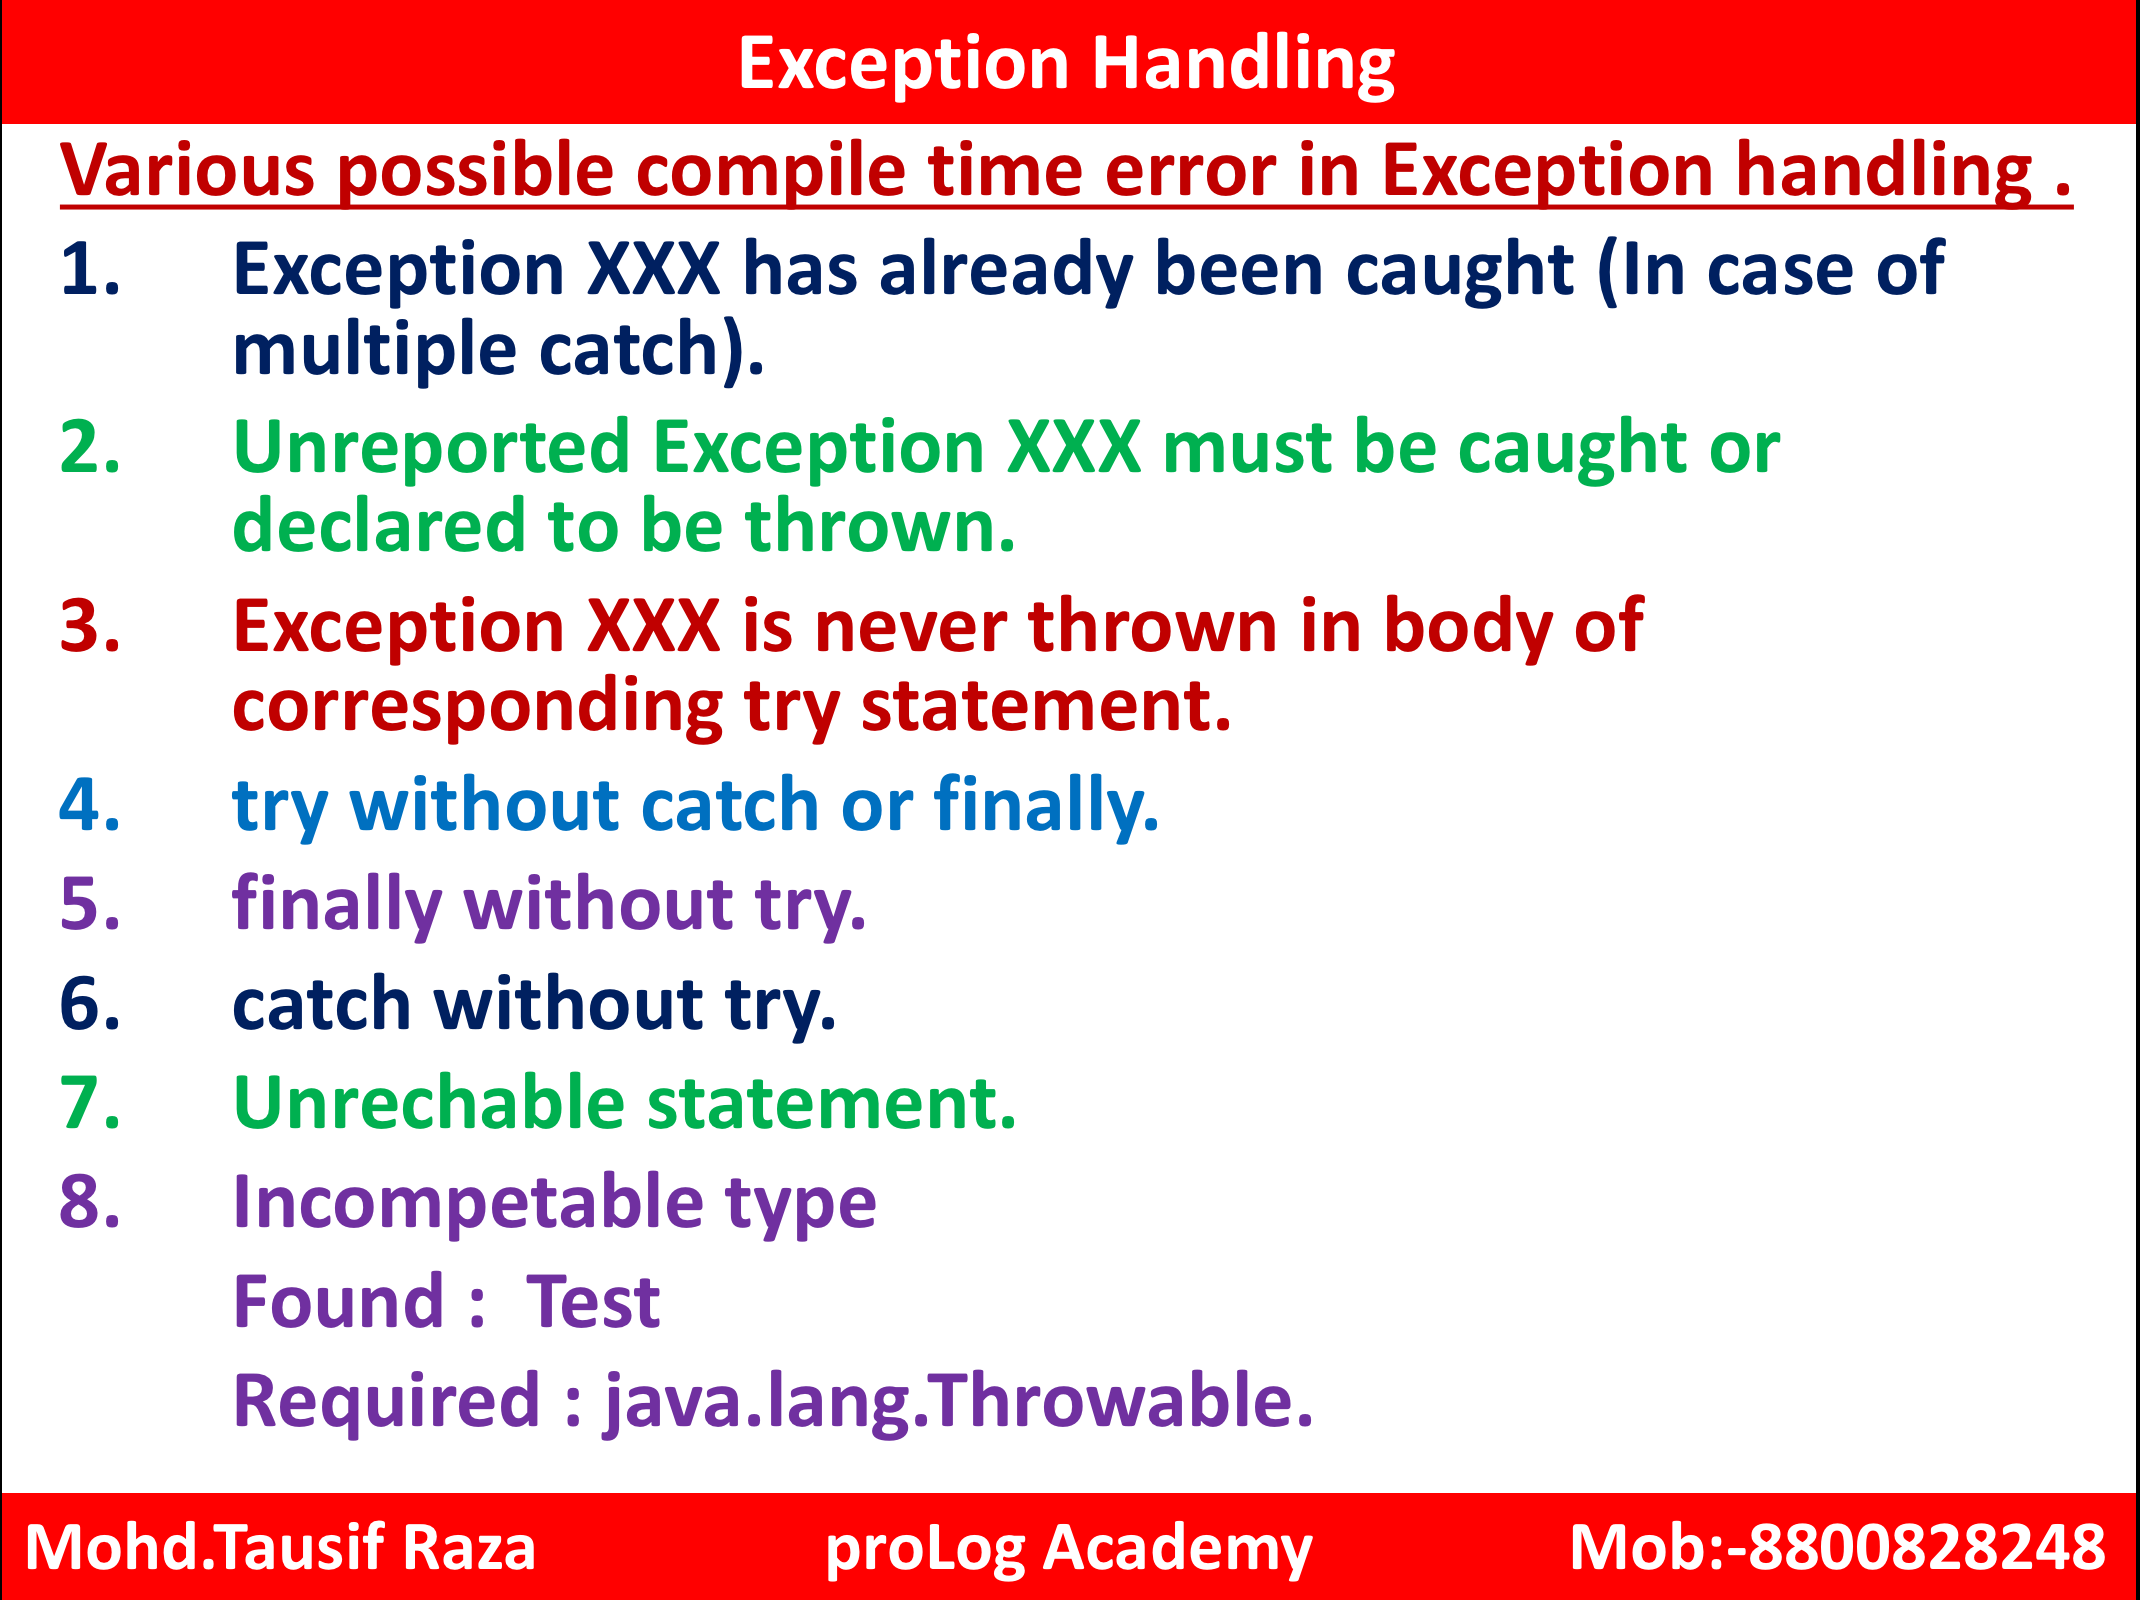 Exception Handling
Various possible compile time error in Exception handling .
1. Exception XXX has already been caught (In case of
multiple catch).
2. Unreported Exception XXX must be caught or
declared to be thrown.
3. Exception XXX is never thrown in body of
corresponding try statement.
4. try without catch or finally.
5. finally without try.
6. catch without try.
7. Unrechable statement.
8. Incompetable type
Found : Test
Required : java.lang.Throwable.
Mohd.Tausif Raza proLog Academy Mob:-8800828248